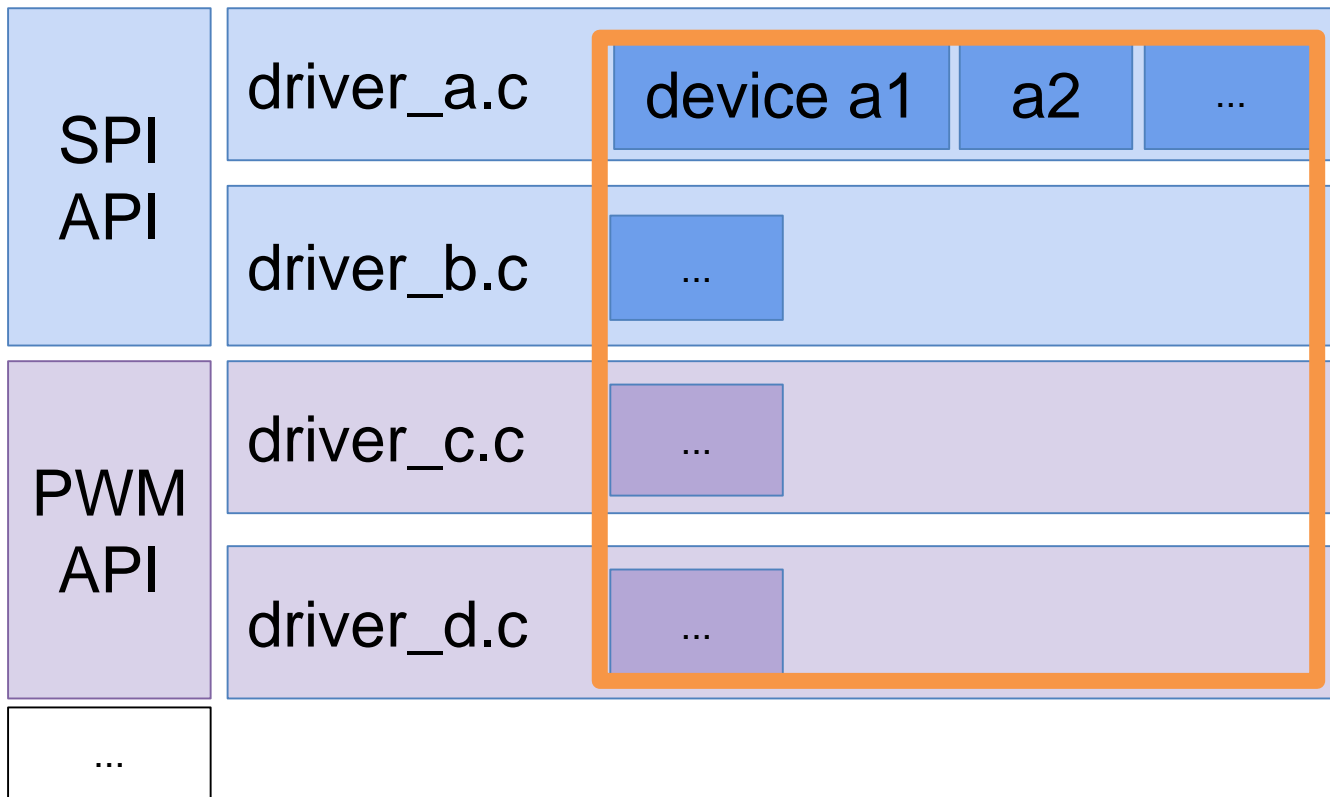 SPI
API
driver_a.c
device a1
a2
...
driver_b.c
...
PWM
API
driver_c.c
...
driver_d.c
...
...